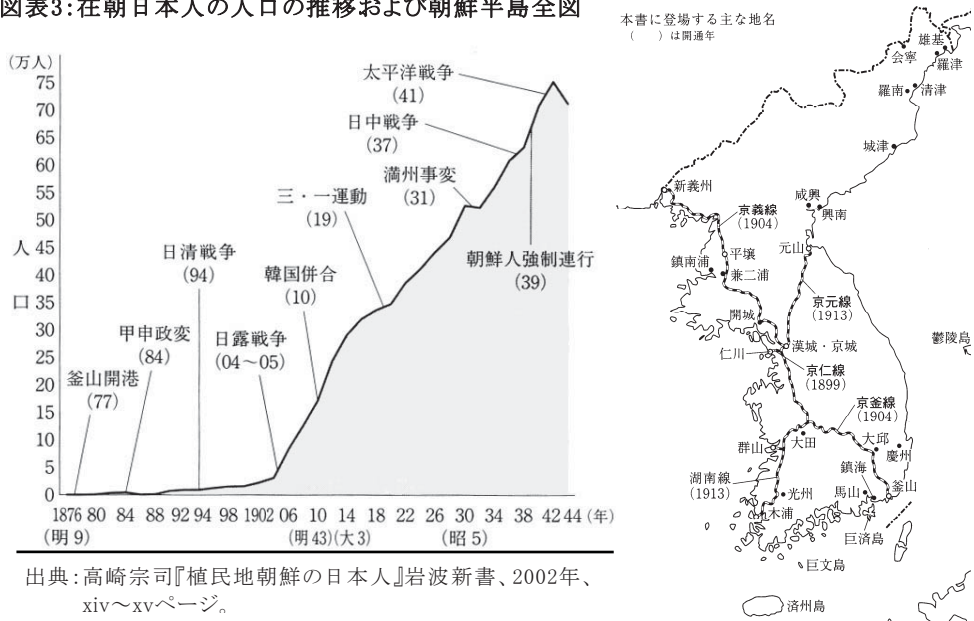 図表3:在朝日本人の人口の推移および朝鮮半島全図
(万人)
75
70
65
60
55
50
45
40
35
30
25
20
15
10
5
0
人口
釜山開港
(77)
甲申政変
(84)
日清戦争
(94)
日露戦争
(04〜05)
韓国併合
(10)
三・一運動
(19)
満州事変
(31)
日中戦争
(37)
太平洋戦争
(41)
朝鮮人強制連行
(39)
1876 80 84 88 92 94 98 1902 06 10 14 18 22 26 30 34 38 42 44 (年)
(明9) (明43)(大3) (昭5)
出典:高崎宗司『植民地朝鮮の日本人』岩波新書、2002年、
xiv〜xvページ。
本書に登場する主な地名
( )は開通年
雄基
会寧
羅津
羅南
清津
城津
新義州
咸興
興南
京義線
(1904)
平壌
元山
鎮南浦
兼二浦
京元線
(1913)
開城
漢城・京城
仁川
京仁線
(1899)
鬱陵島
京釜線
(1904)
群山
大田
大邱
慶州
湖南線
(1913)
光州
鎮海
馬山
釜山
木浦
巨済島
巨文島
済州島